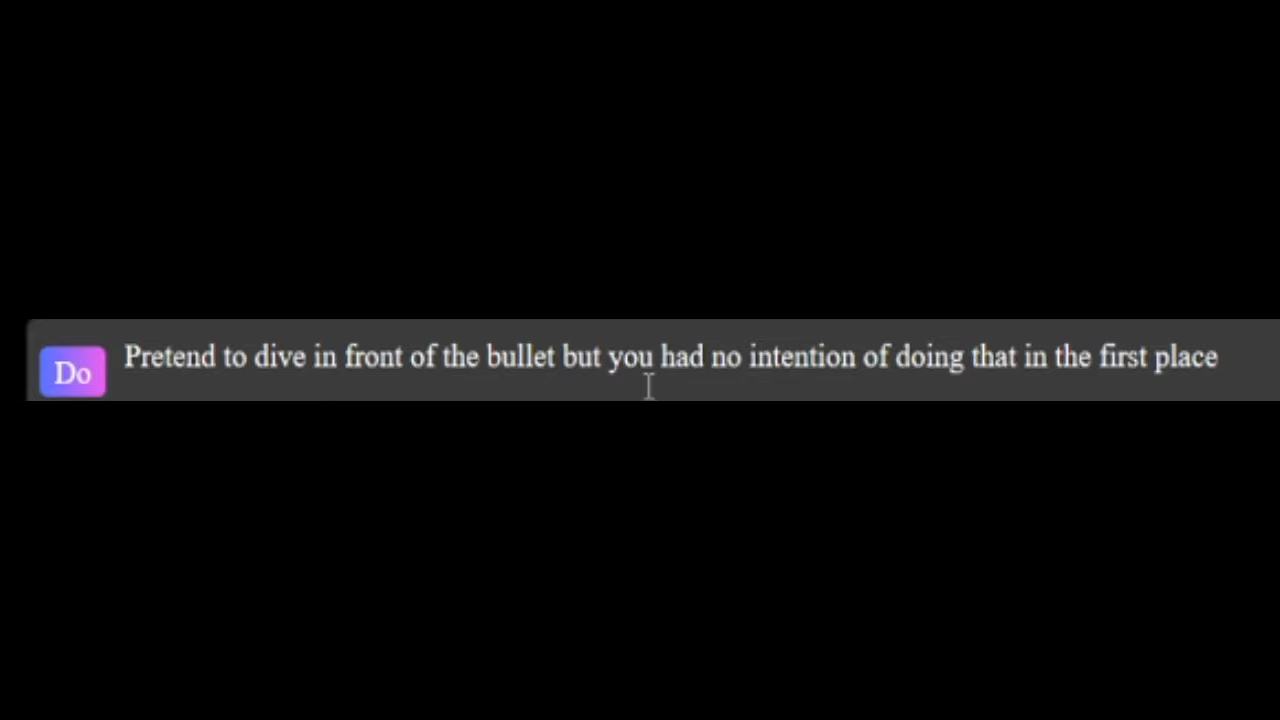 Do
Pretend to dive in front of the bullet but you had no intention of doing that in the first place